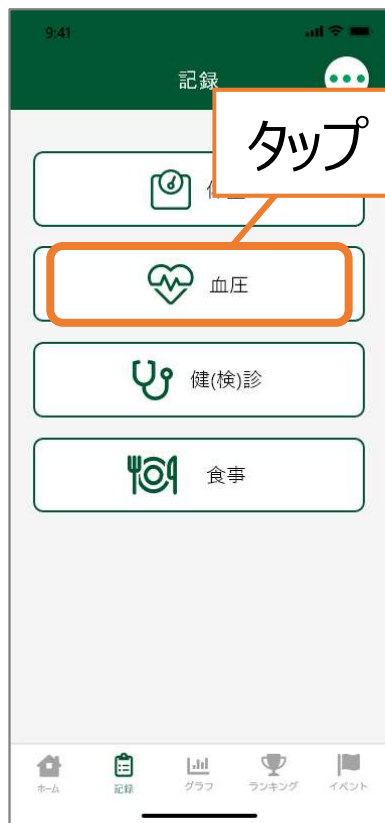 9:41
記録
タップ
血圧
健(検)診
食事
ホーム
記録
グラフ
ランキング
イベント